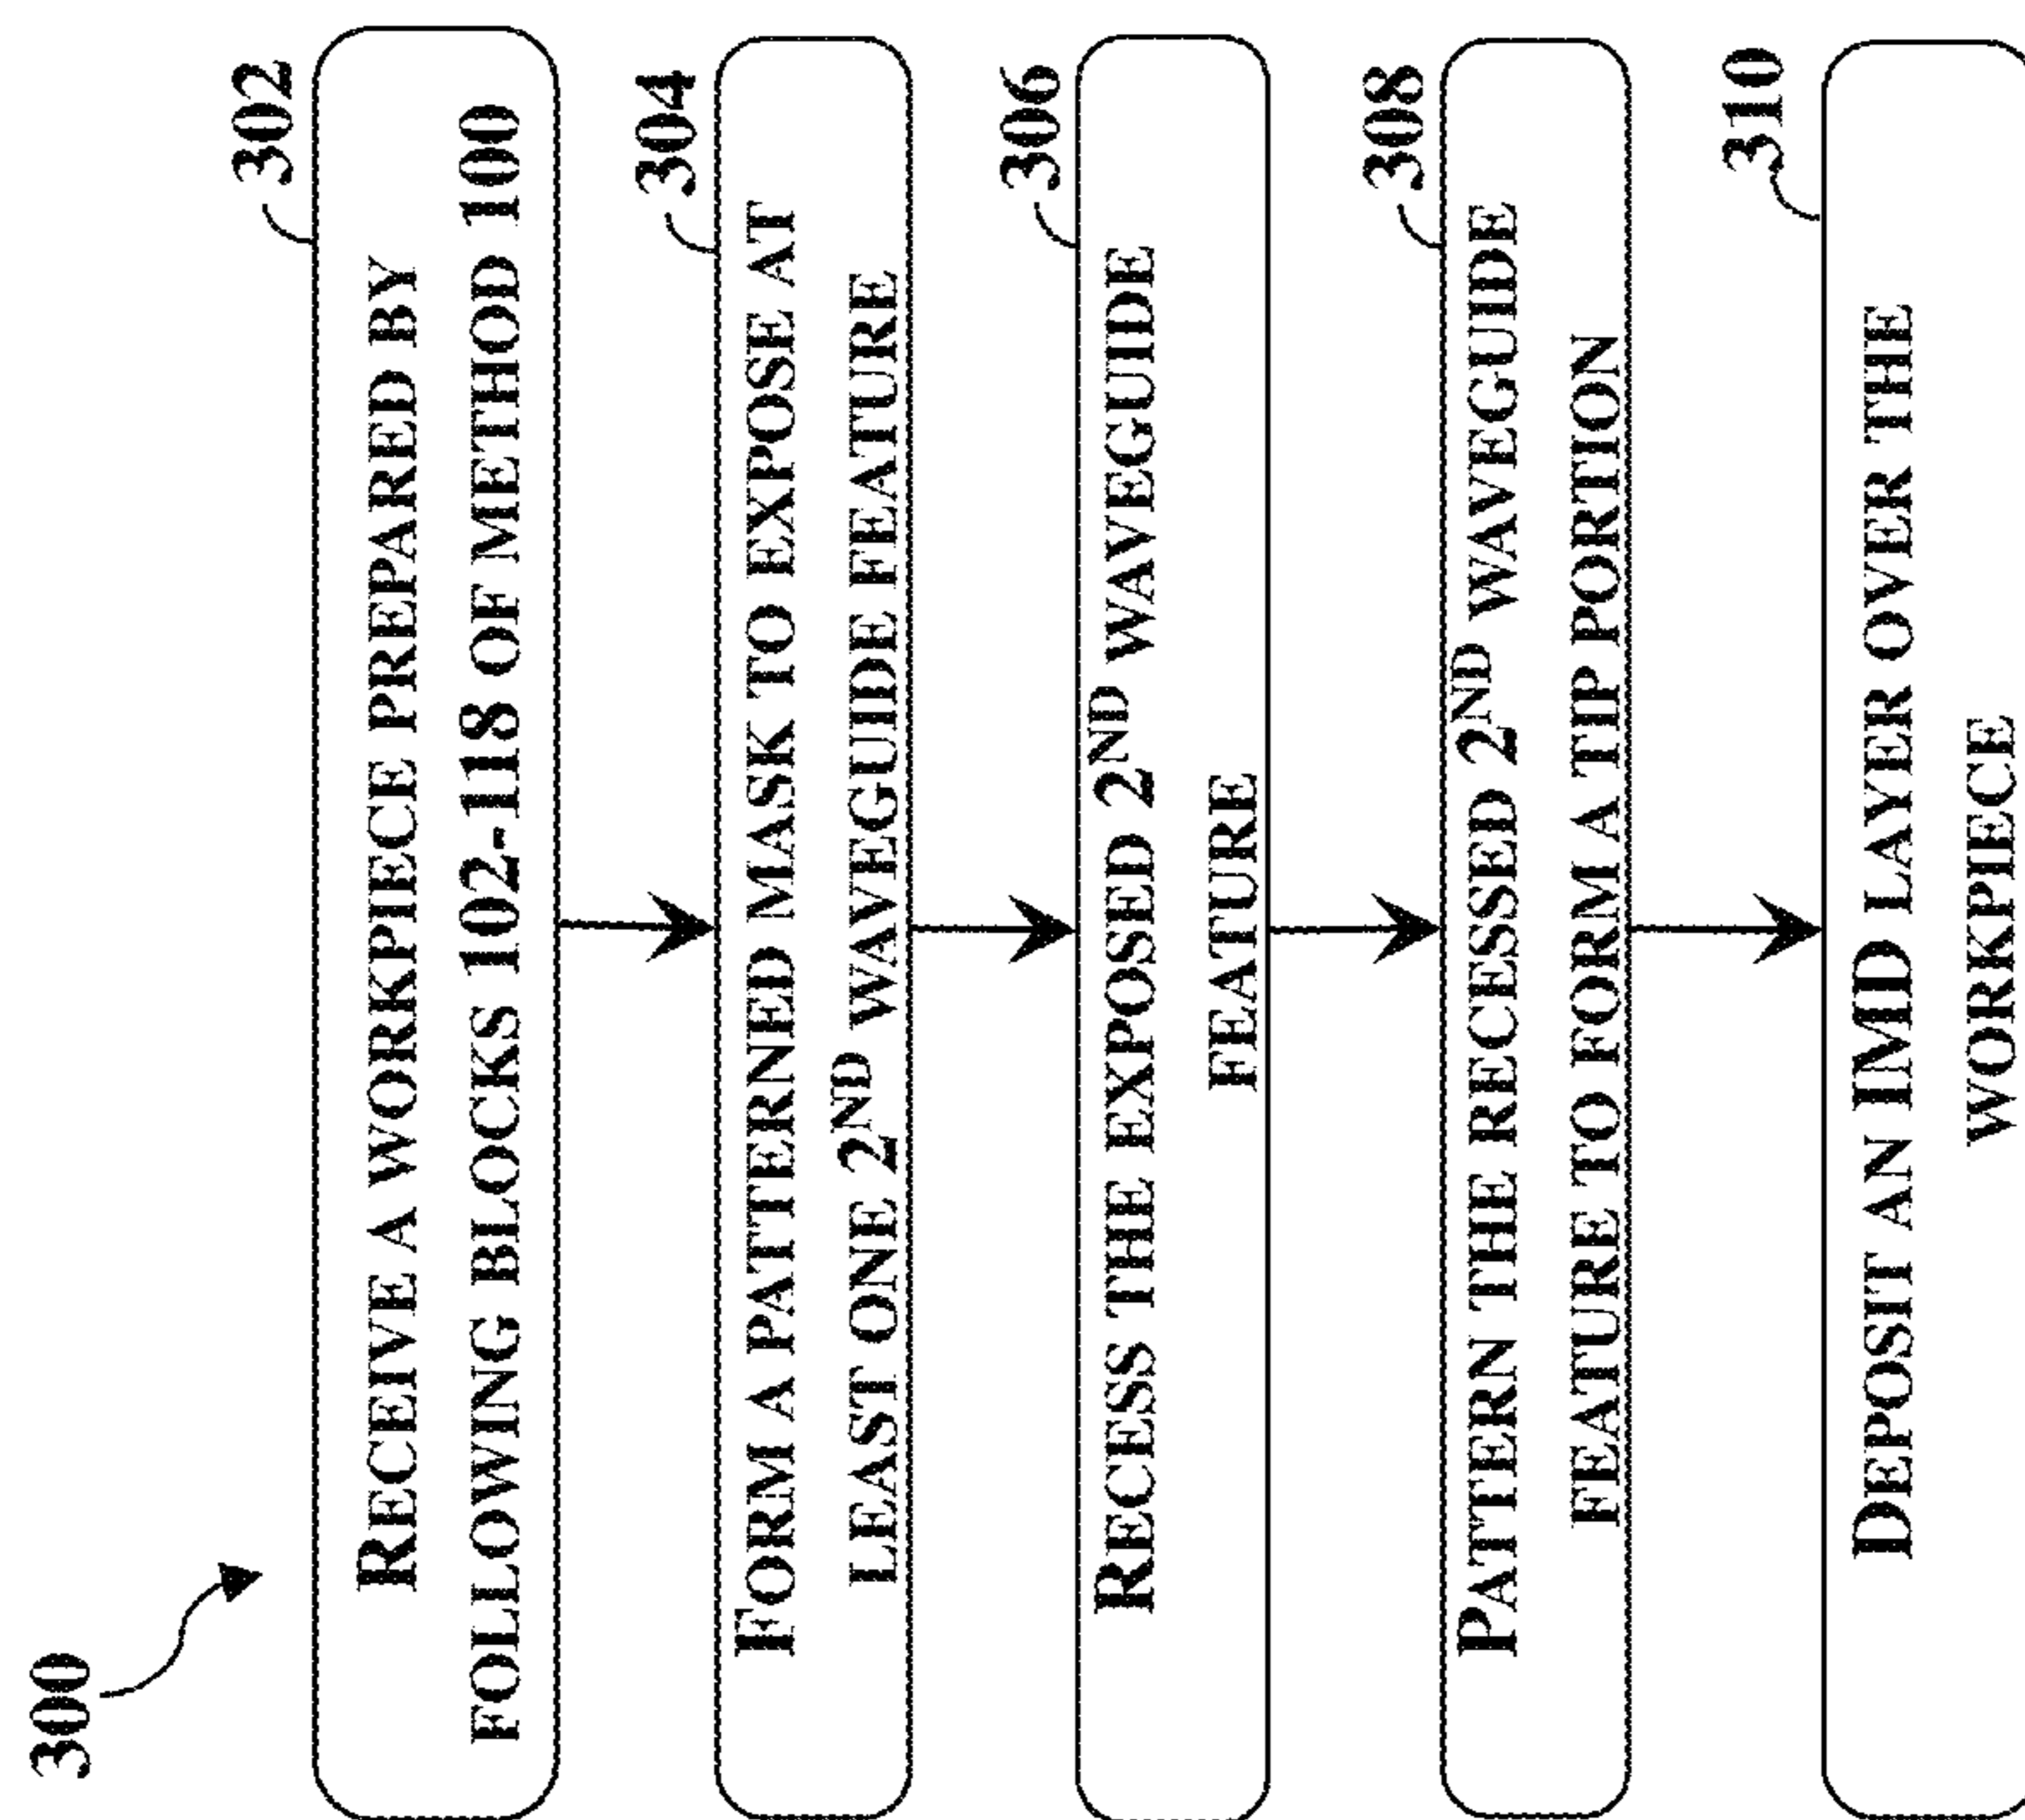 300
302
RECEIVE A WORKPIECE PREPARED BY
FOLLOWING BLOCKS 102-118 OF METHOD 100
304
FORM A PATTERNED MASK TO EXPOSE AT
LEAST ONE 2ND WAVEGUIDE FEATURE
306
RECESS THE EXPOSED 2ND WAVEGUIDE
FEATURE
308
PATTERN THE RECESSED 2ND WAVEGUIDE
FEATURE TO FORM A TIP PORTION
310
DEPOSIT AN IMD LAYER OVER THE
WORKPIECE